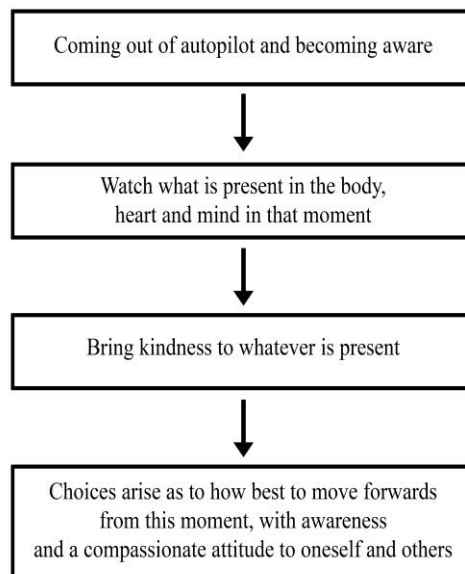 Coming out of autopilot and becoming aware
Watch what is present in the body,
heart and mind in that moment
Bring kindness to whatever is present
Choices arise as to how best to move forwards
from this moment, with awareness
and a compassionate attitude to oneself and others